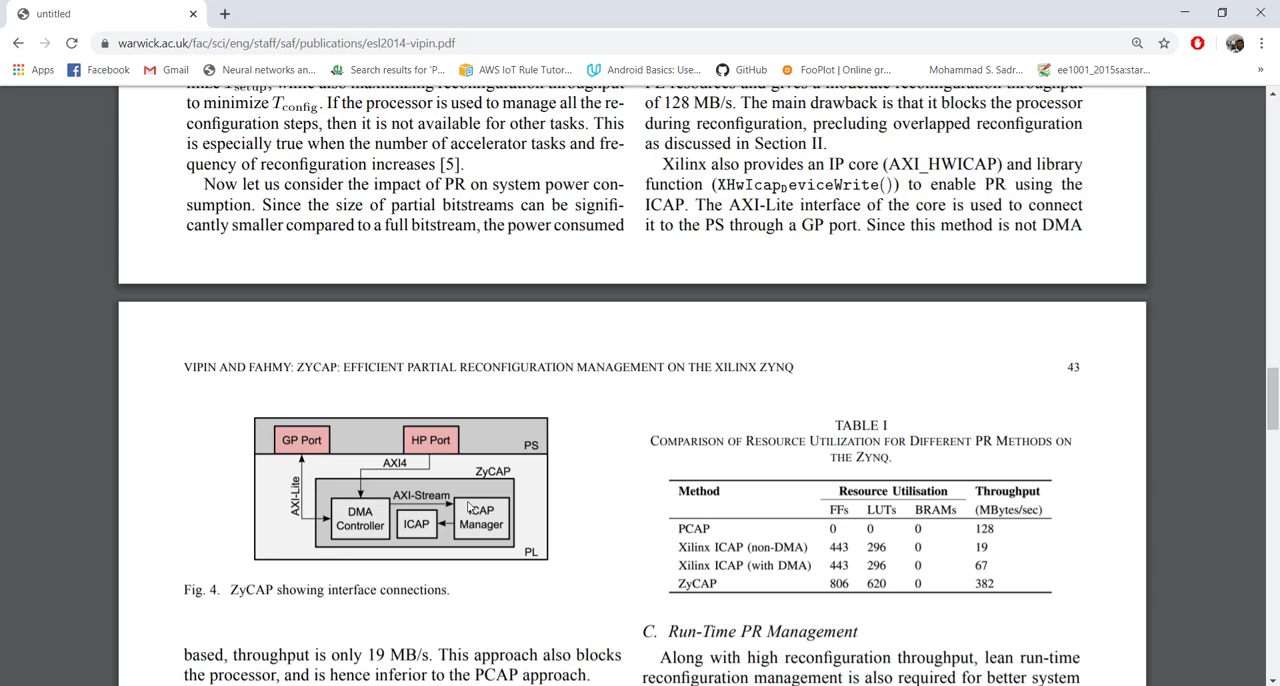 untitled
warwick.ac.uk/fac/sci/eng/staff/saf/publications/esl2014-vipin.pdf
Apps Facebook Gmail Neural networks an... Search results for 'P... AWS IoT Rule Tutor... Android Basics: Use... GitHub FooPlot | Online gr... Mohammad S. Sadr... ee1001_2015sa:star... »
to minimize Tconfig. If the processor is used to manage all the re-
configuration steps, then it is not available for other tasks. This
is especially true when the number of accelerator tasks and fre-
quency of reconfiguration increases [5].
Now let us consider the impact of PR on system power con-
sumption. Since the size of partial bitstreams can be signifi-
cantly smaller compared to a full bitstream, the power consumed
of 128 MB/s. The main drawback is that it blocks the processor
during reconfiguration, precluding overlapped reconfiguration
as discussed in Section II.
Xilinx also provides an IP core (AXI_HWICAP) and library
function (XHwIcapDeviceWrite()) to enable PR using the
ICAP. The AXI-Lite interface of the core is used to connect
it to the PS through a GP port. Since this method is not DMA
VIPIN AND FAHMY: ZYCAP: EFFICIENT PARTIAL RECONFIGURATION MANAGEMENT ON THE XILINX ZYNQ 43
GP Port
HP Port
PS
AXI4
ZyCAP
AXI-Lite
AXI-Stream
DMA
Controller
ICAP
ICAP
Manager
PL
Fig. 4. ZyCAP showing interface connections.
based, throughput is only 19 MB/s. This approach also blocks
the processor, and is hence inferior to the PCAP approach.
TABLE I
COMPARISON OF RESOURCE UTILIZATION FOR DIFFERENT PR METHODS ON
THE ZYNQ.
Method Resource Utilisation Throughput
FFs LUTs BRAMs (MBytes/sec)
PCAP 0 0 0 128
Xilinx ICAP (non-DMA) 443 296 0 19
Xilinx ICAP (with DMA) 443 296 0 67
ZyCAP 806 620 0 382
C. Run-Time PR Management
Along with high reconfiguration throughput, lean run-time
reconfiguration management is also required for better system